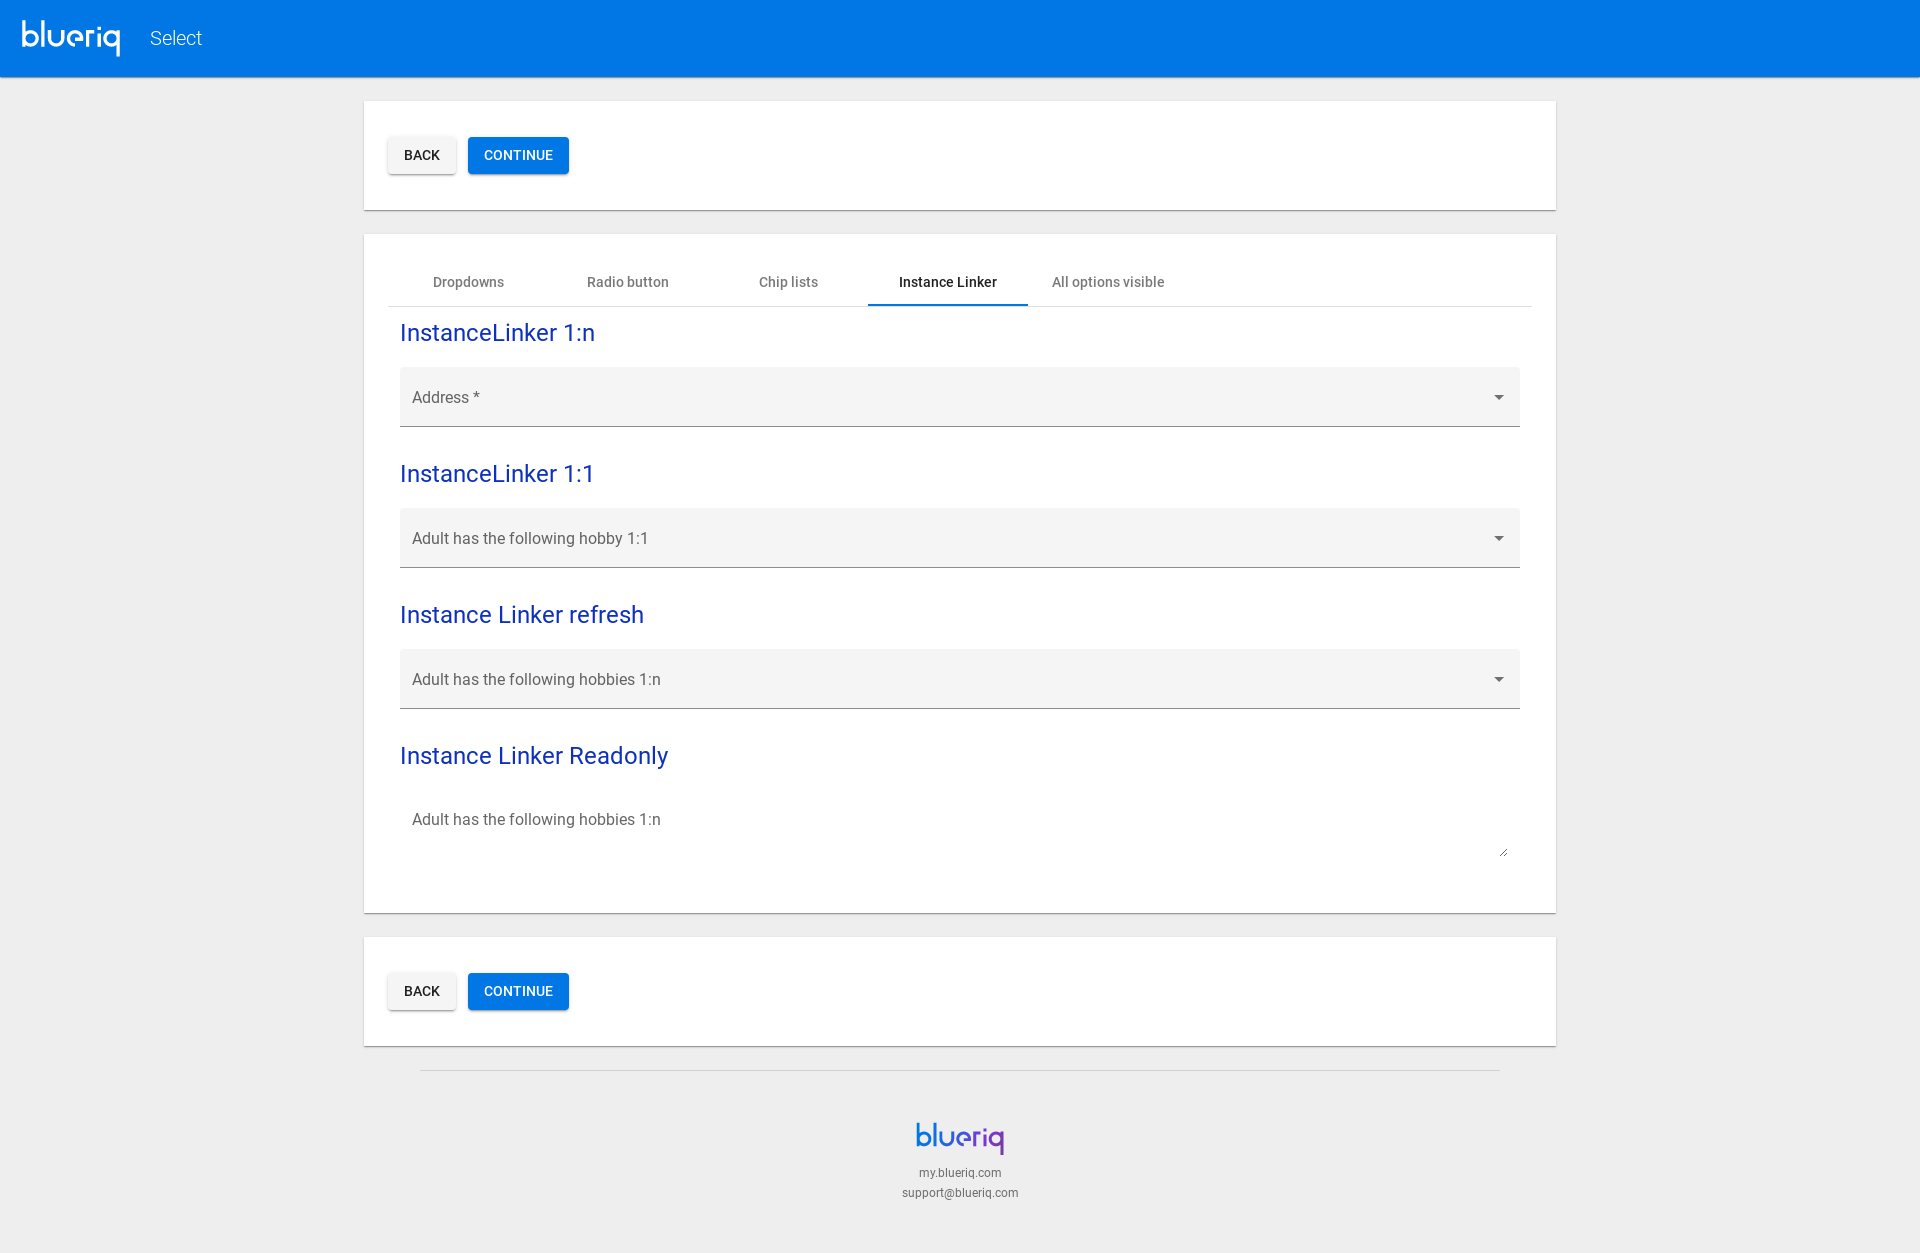 blueriq Select
BACK CONTINUE
Dropdowns Radio button Chip lists Instance Linker All options visible
InstanceLinker 1:n
Address *
InstanceLinker 1:1
Adult has the following hobby 1:1
Instance Linker refresh
Adult has the following hobbies 1:n
Instance Linker Readonly
Adult has the following hobbies 1:n
BACK CONTINUE
blueriq
my.blueriq.com
support@blueriq.com